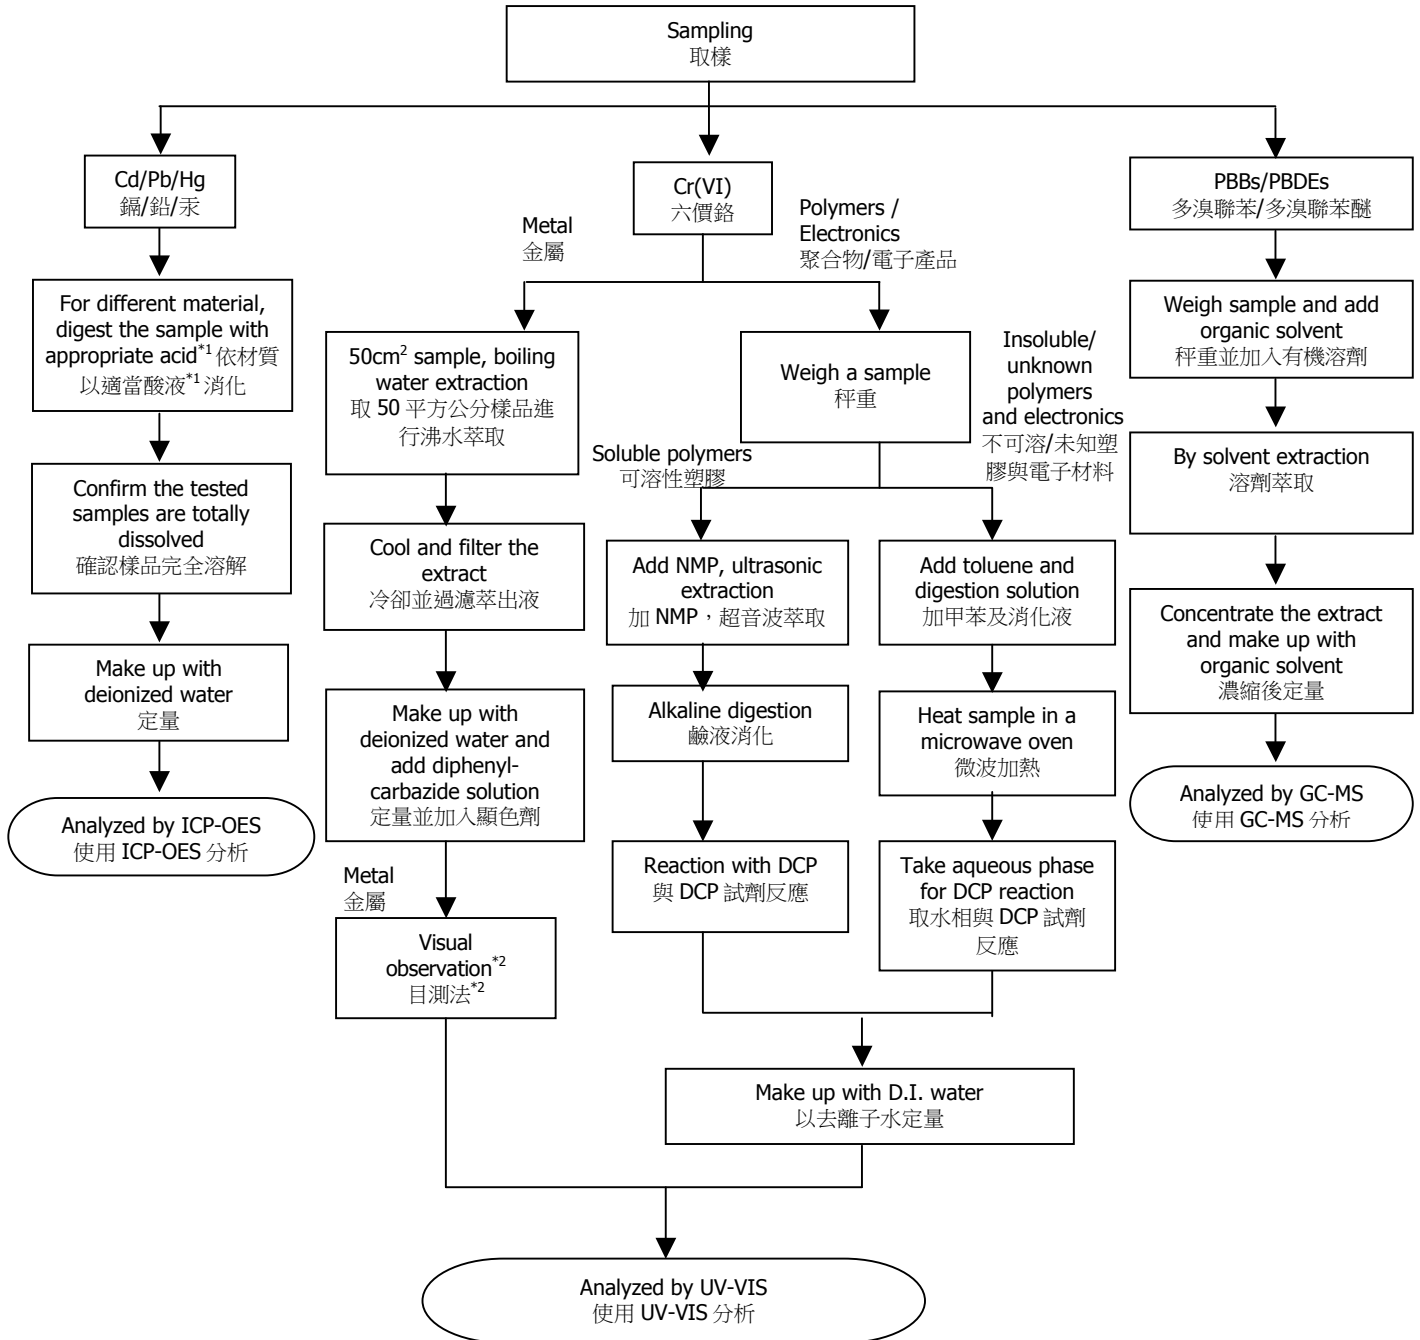 Sampling
取樣
Cd/Pb/Hg
鎘/鉛/汞
Cr(VI)
六價鉻
PBBs/PBDEs
多溴聯苯/多溴聯苯醚
Metal
金屬
Polymers /
Electronics
聚合物/電子產品
For different material,
digest the sample with
appropriate acid*1 依材質
以適當酸液*1 消化
50cm2 sample, boiling
water extraction
取 50 平方公分樣品進
行沸水萃取
Weigh a sample
秤重
Insoluble/
unknown
polymers
and electronics
不可溶/未知塑
膠與電子材料
Weigh sample and add
organic solvent
秤重並加入有機溶劑
Soluble polymers
可溶性塑膠
By solvent extraction
溶劑萃取
Confirm the tested
samples are totally
dissolved
確認樣品完全溶解
Cool and filter the
extract
冷卻並過濾萃出液
Add NMP, ultrasonic
extraction
加 NMP，超音波萃取
Add toluene and
digestion solution
加甲苯及消化液
Concentrate the extract
and make up with
organic solvent
濃縮後定量
Make up with
deionized water
定量
Make up with
deionized water and
add diphenyl-
carbazide solution
定量並加入顯色劑
Alkaline digestion
鹼液消化
Heat sample in a
microwave oven
微波加熱
Analyzed by GC-MS
使用 GC-MS 分析
Analyzed by ICP-OES
使用 ICP-OES 分析
Metal
金屬
Reaction with DCP
與 DCP 試劑反應
Take aqueous phase
for DCP reaction
取水相與 DCP 試劑
反應
Visual
observation*2
目測法*2
Make up with D.I. water
以去離子水定量
Analyzed by UV-VIS
使用 UV-VIS 分析